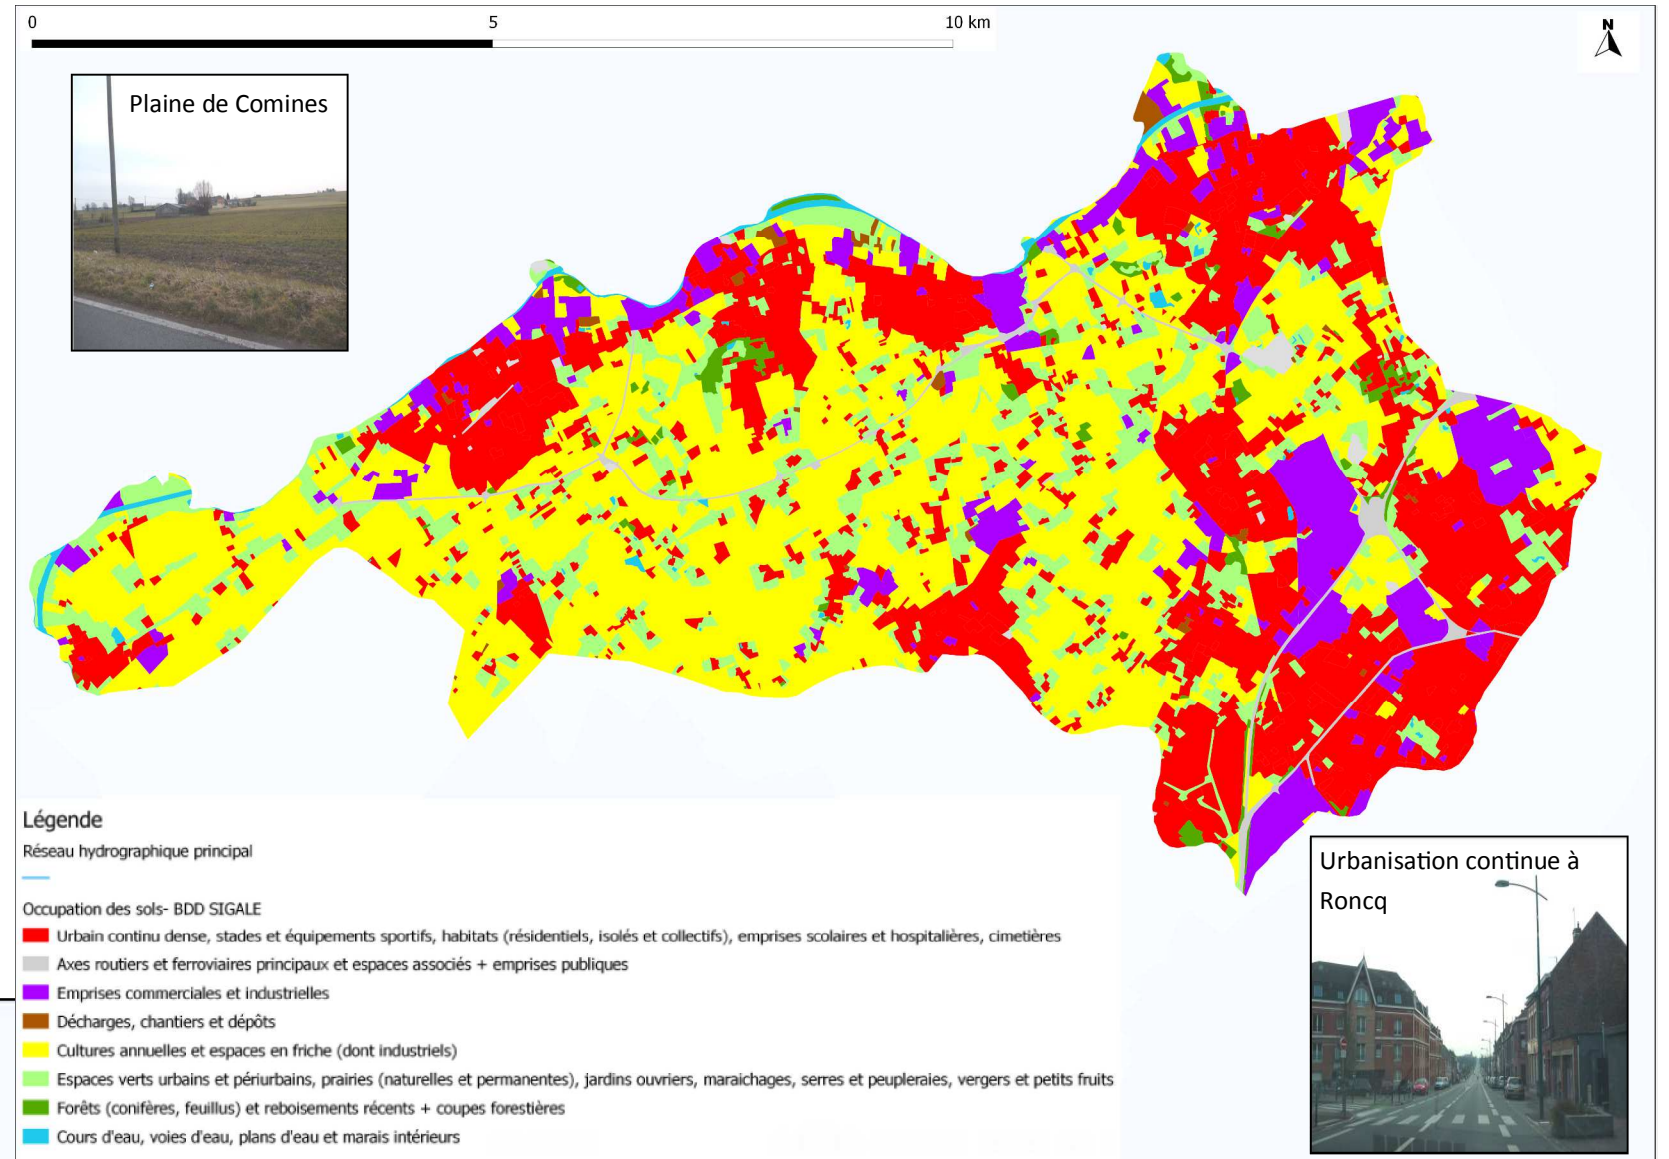 0 5 10 km
N
Plaine de Comines
Légende
Réseau hydrographique principal
Occupation des sols- BDD SIGALE
Urbain continu dense, stades et équipements sportifs, habitats (résidentiels, isolés et collectifs), emprises scolaires et hospitalières, cimetières
Axes routiers et ferroviaires principaux et espaces associés + emprises publiques
Emprises commerciales et industrielles
Décharges, chantiers et dépôts
Cultures annuelles et espaces en friche (dont industriels)
Espaces verts urbains et périurbains, prairies (naturelles et permanentes), jardins ouvriers, maraichages, serres et peupleraies, vergers et petits fruits
Forêts (conifères, feuillus) et reboisements récents + coupes forestières
Cours d'eau, voies d'eau, plans d'eau et marais intérieurs
Urbanisation continue à
Roncq